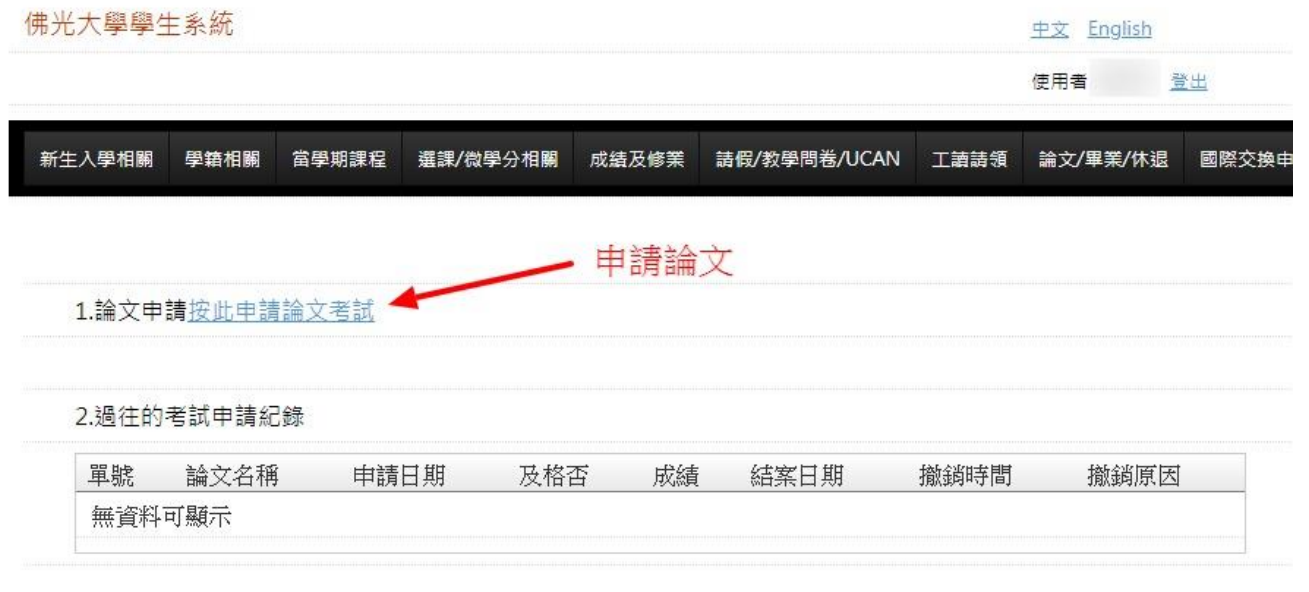 佛光大學學生系統
中文 English
使用者 登出
新生入學相關 學籍相關 當學期課程 選課/微學分相關 成績及修業 請假/教學問卷/UCAN 工讀請領 論文/畢業/休退 國際交換申
申請論文
1.論文申請按此申請論文考試
2.過往的考試申請紀錄
單號 論文名稱 申請日期 及格否 成績 結案日期 撤銷時間 撤銷原因
無資料可顯示